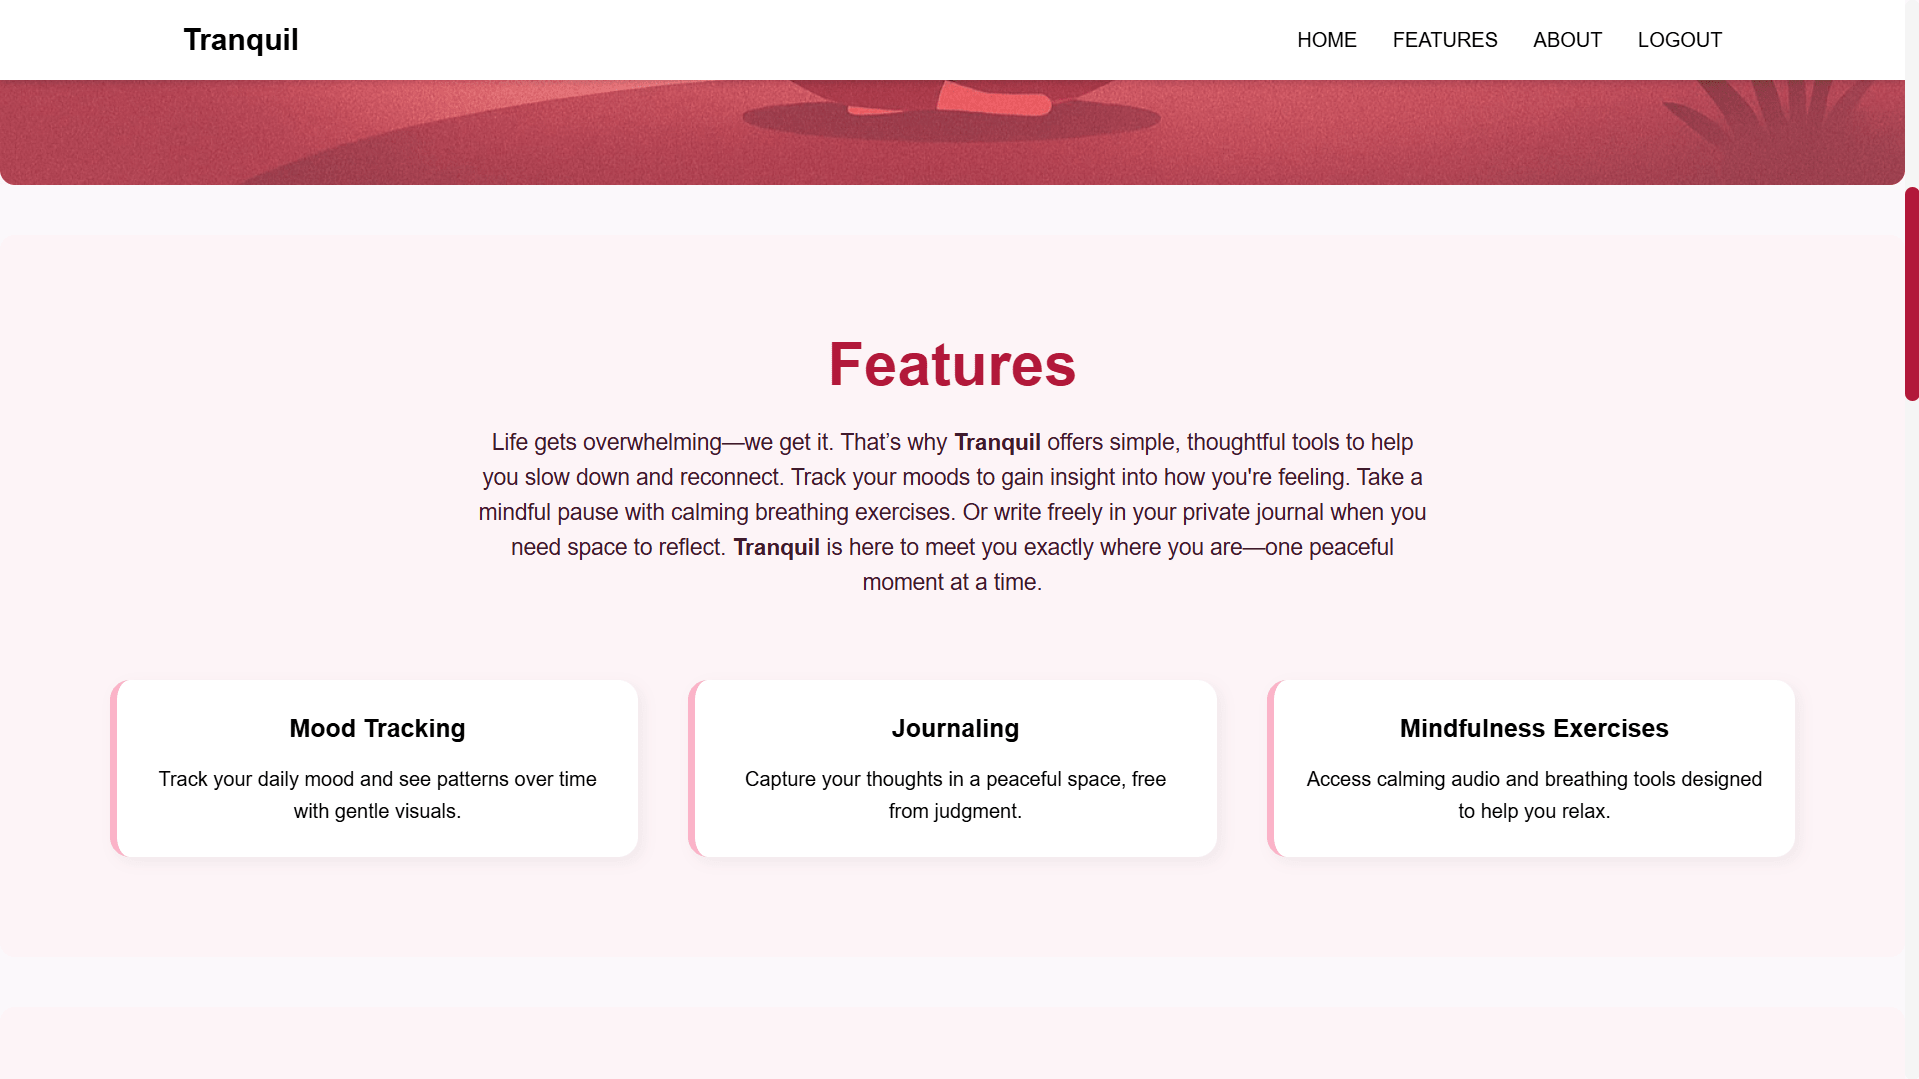 Tranquil
HOME FEATURES ABOUT LOGOUT
Features
Life gets overwhelming—we get it. That’s why Tranquil offers simple, thoughtful tools to help
you slow down and reconnect. Track your moods to gain insight into how you're feeling. Take a
mindful pause with calming breathing exercises. Or write freely in your private journal when you
need space to reflect. Tranquil is here to meet you exactly where you are—one peaceful
moment at a time.
Mood Tracking
Track your daily mood and see patterns over time
with gentle visuals.
Journaling
Capture your thoughts in a peaceful space, free
from judgment.
Mindfulness Exercises
Access calming audio and breathing tools designed
to help you relax.